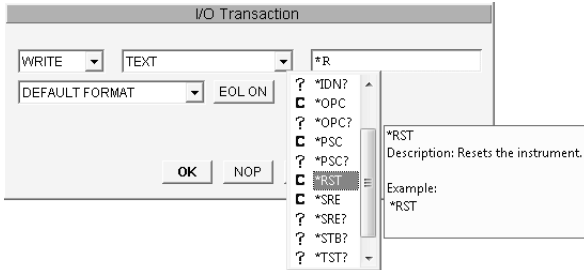 I/O Transaction
WRITE TEXT *R
DEFAULT FORMAT EOL ON
? *IDN?
C *OPC
? *OPC?
C *PSC
? *PSC?
C *RST
C *SRE
? *SRE?
? *STB?
? *TST?
*RST
Description: Resets the instrument.
Example:
*RST
OK NOP